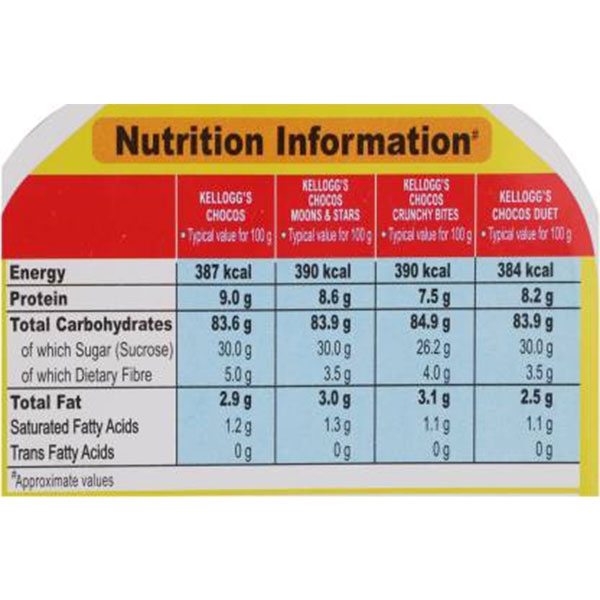 Nutrition Information#
KELLOGG'S CHOCOS • Typical value for 100 g
KELLOGG'S CHOCOS MOONS & STARS • Typical value for 100 g
KELLOGG'S CHOCOS CRUNCHY BITES • Typical value for 100 g
KELLOGG'S CHOCOS DUET • Typical value for 100 g
Energy 387 kcal 390 kcal 390 kcal 384 kcal
Protein 9.0 g 8.6 g 7.5 g 8.2 g
Total Carbohydrates 83.6 g 83.9 g 84.9 g 83.9 g
of which Sugar (Sucrose) 30.0 g 30.0 g 26.2 g 30.0 g
of which Dietary Fibre 5.0 g 3.5 g 4.0 g 3.5 g
Total Fat 2.9 g 3.0 g 3.1 g 2.5 g
Saturated Fatty Acids 1.2 g 1.3 g 1.1 g 1.1 g
Trans Fatty Acids 0 g 0 g 0 g 0 g
#Approximate values